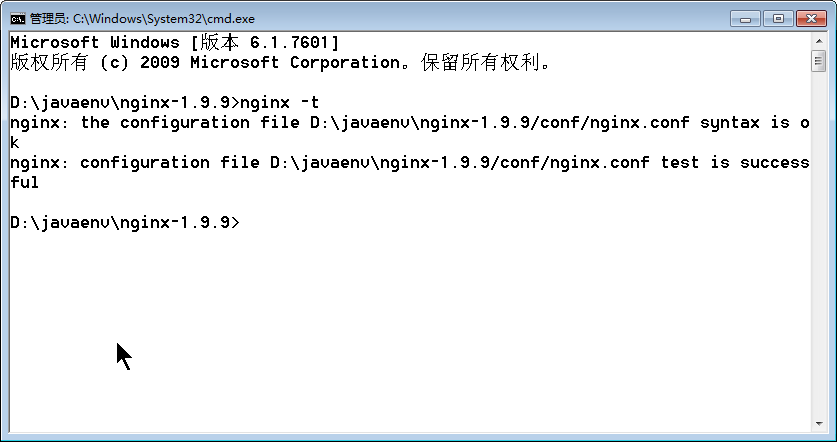 管理员: C:\Windows\System32\cmd.exe
Microsoft Windows [版本 6.1.7601]
版权所有 (c) 2009 Microsoft Corporation。保留所有权利。
D:\javaenv\nginx-1.9.9>nginx -t
nginx: the configuration file D:\javaenv\nginx-1.9.9/conf/nginx.conf syntax is o
k
nginx: configuration file D:\javaenv\nginx-1.9.9/conf/nginx.conf test is success
ful
D:\javaenv\nginx-1.9.9>